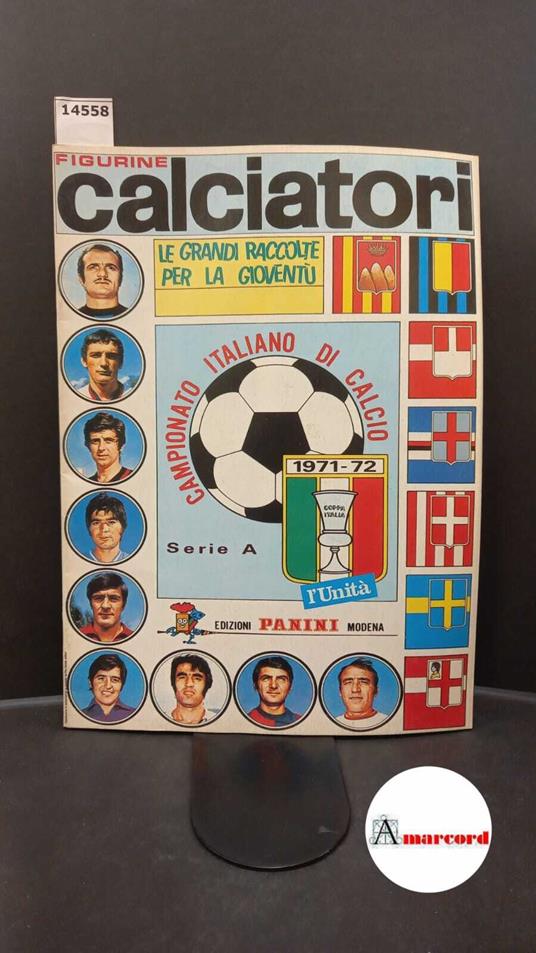 14558
FIGURINE
calciatori
LE GRANDI RACCOLTE
PER LA GIOVENTÙ
CAMPIONATO ITALIANO DI CALCIO
1971-72
COPPA
ITALIA
Serie A
l'Unità
EDIZIONI PANINI MODENA
Amarcord